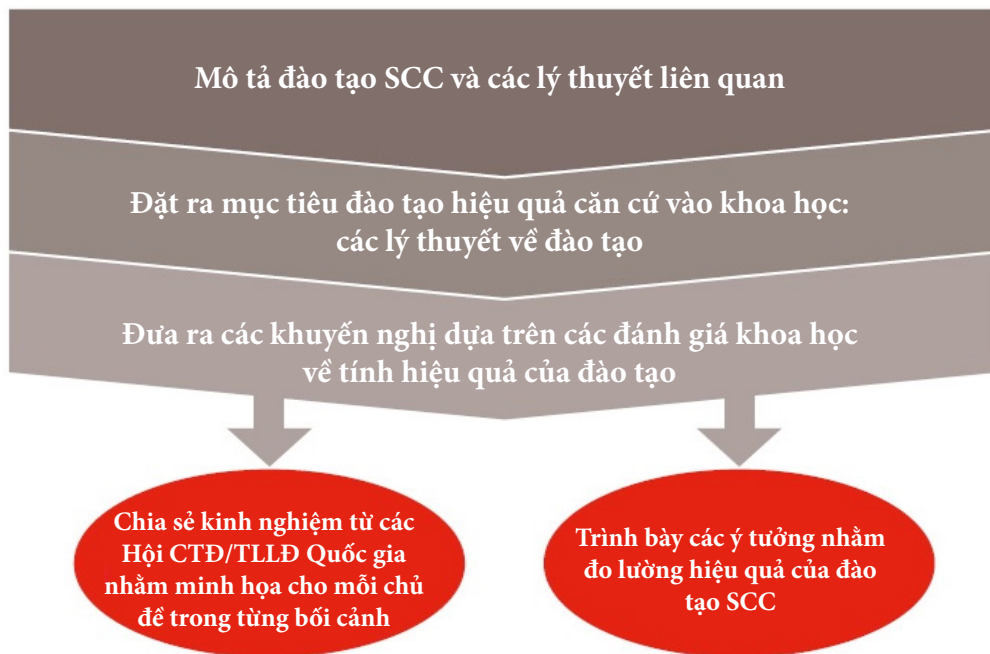 Mô tả đào tạo SCC và các lý thuyết liên quan
Đặt ra mục tiêu đào tạo hiệu quả căn cứ vào khoa học:
các lý thuyết về đào tạo
Đưa ra các khuyến nghị dựa trên các đánh giá khoa học
về tính hiệu quả của đào tạo
Chia sẻ kinh nghiệm từ các
Hội CTĐ/TLLĐ Quốc gia
nhằm minh họa cho mỗi chủ
đề trong từng bối cảnh
Trình bày các ý tưởng nhằm
đo lường hiệu quả của đào
tạo SCC